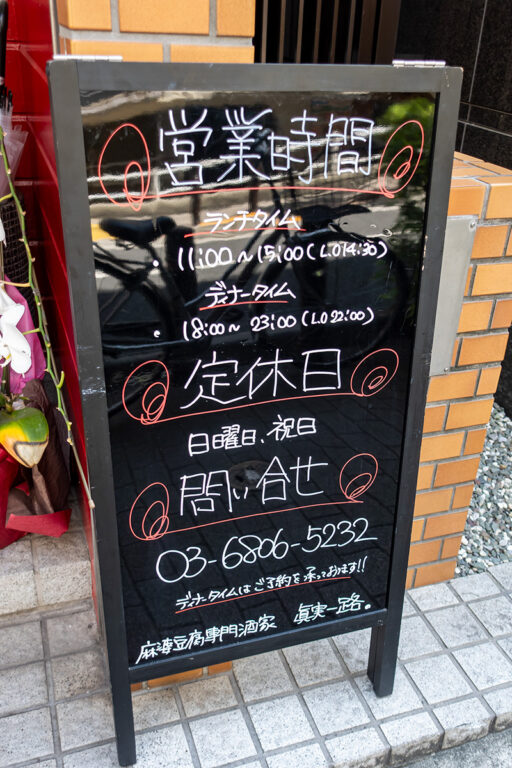 営業時間
ランチタイム
・11:00〜15:00(L.O14:30)
ディナータイム
・18:00〜23:00(L.O22:00)
定休日
日曜日、祝日
問い合せ
03-6806-5232
ディナータイムはご予約を承っております!!
麻婆豆腐専門酒家 眞実一路。